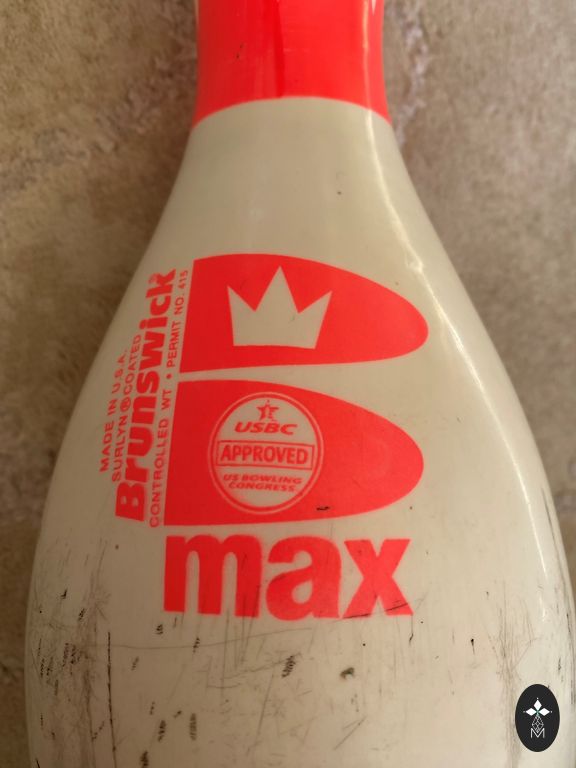 MADE IN U.S.A.
SURLYN® COATED
Brunswick
CONTROLLED WT • PERMIT NO. 415
USBC
APPROVED
US BOWLING
CONGRESS
max
M